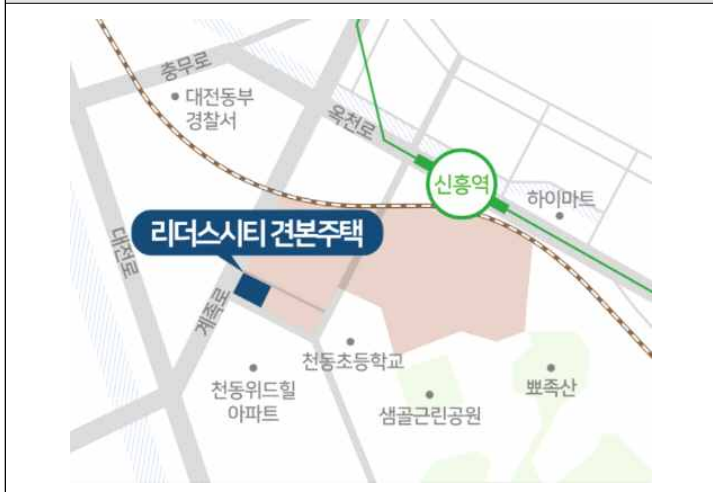 충무로
대전동부
경찰서
옥천로
신흥역
하이마트
리더스시티 견본주택
대전로
계족로
천동초등학교
천동위드힐
아파트
샘골근린공원
뾰족산